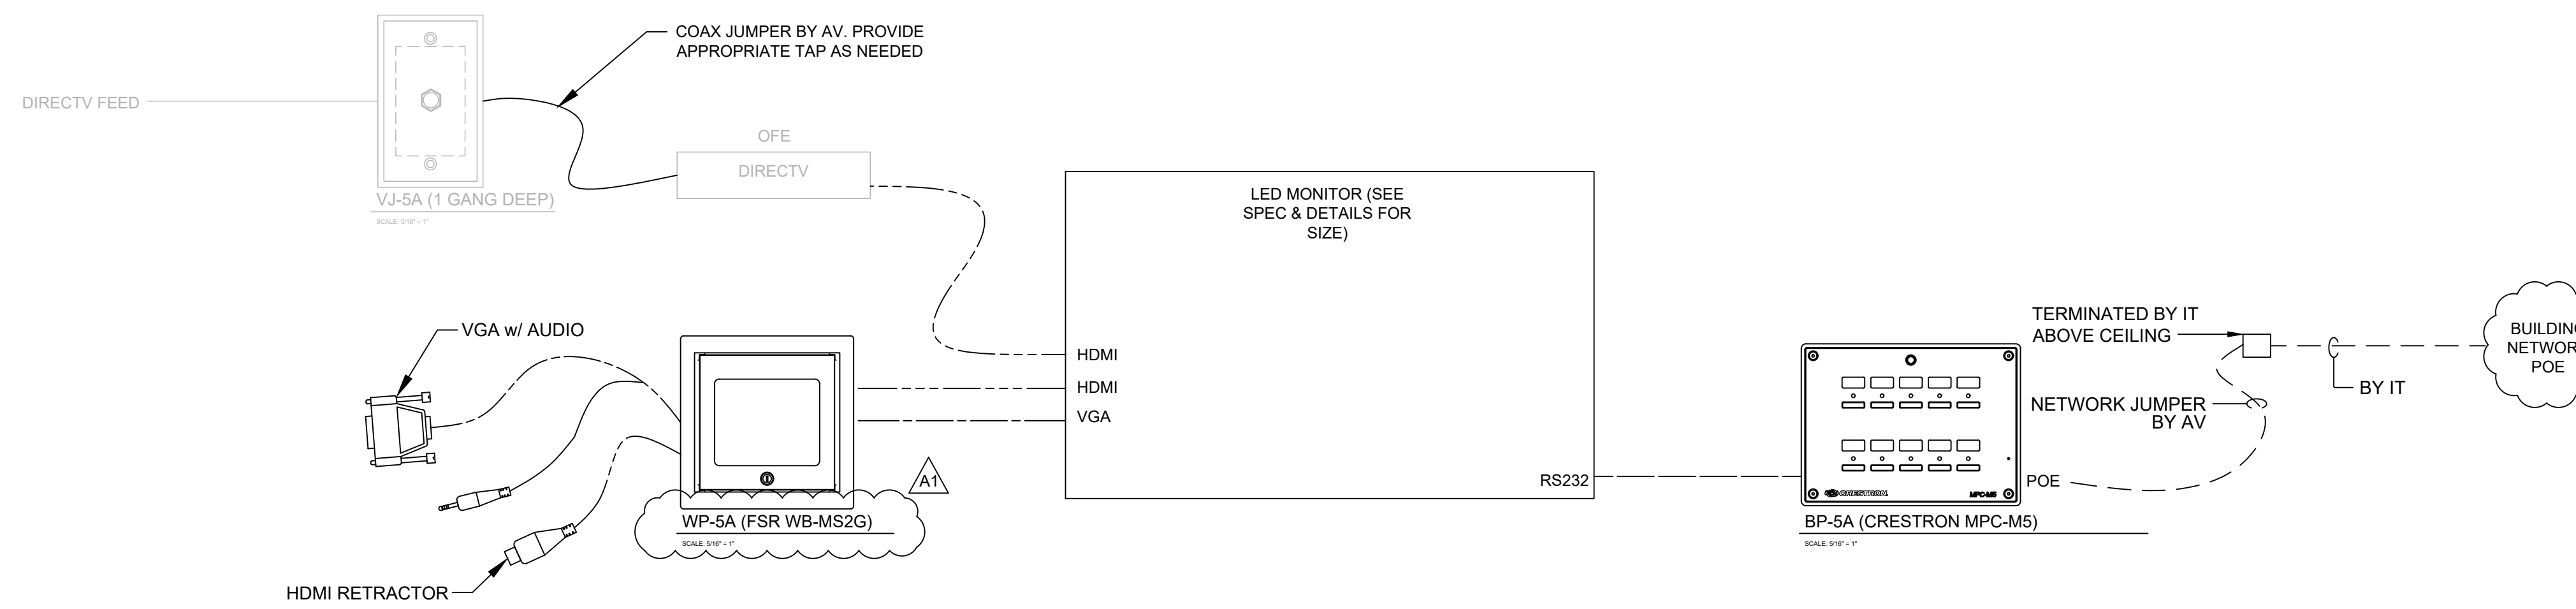 COAX JUMPER BY AV. PROVIDE
APPROPRIATE TAP AS NEEDED
DIRECTV FEED
OFE
DIRECTV
VJ-5A (1 GANG DEEP)
SCALE: 5/16" = 1"
LED MONITOR (SEE
SPEC & DETAILS FOR
SIZE)
HDMI
HDMI
VGA
RS232
VGA w/ AUDIO
A1
WP-5A (FSR WB-MS2G)
SCALE: 5/16" = 1"
HDMI RETRACTOR
CRESTRON
MPC-M5
BP-5A (CRESTRON MPC-M5)
SCALE: 5/16" = 1"
POE
TERMINATED BY IT
ABOVE CEILING
NETWORK JUMPER
BY AV
BY IT
BUILDIN
NETWOR
POE